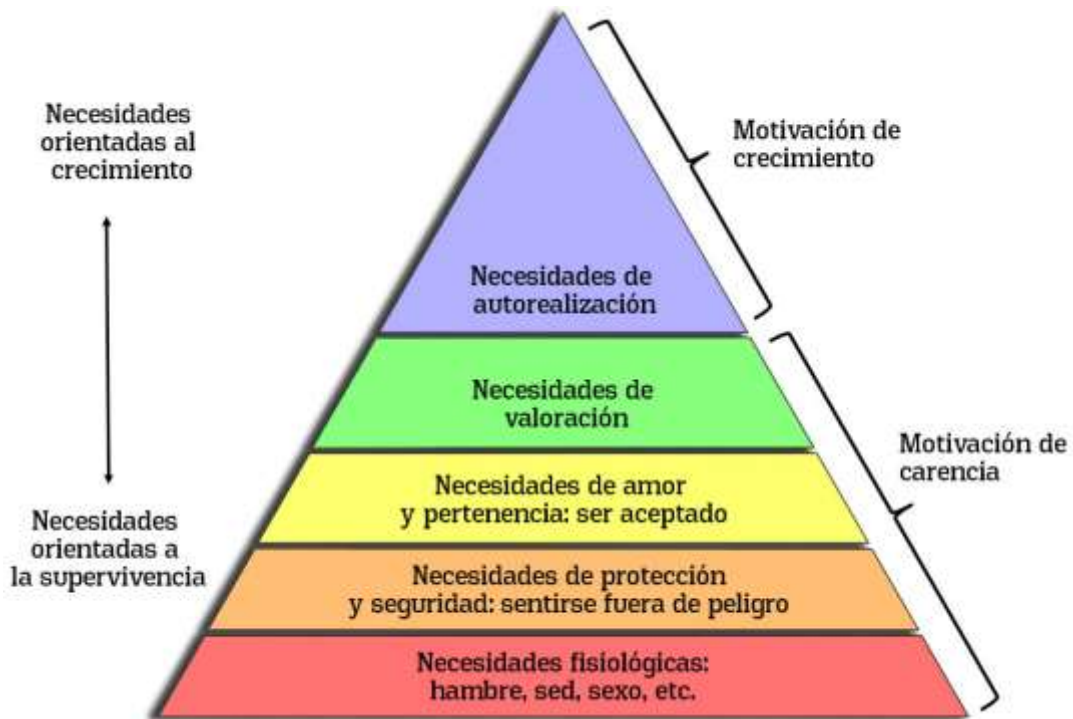 Necesidades
orientadas al
crecimiento
Motivación de
crecimiento
Necesidades de
autorealización
Necesidades de
valoración
Motivación de
carencia
Necesidades de amor
y pertenencia: ser aceptado
Necesidades
orientadas a
la supervivencia
Necesidades de protección
y seguridad: sentirse fuera de peligro
Necesidades fisiológicas:
hambre, sed, sexo, etc.